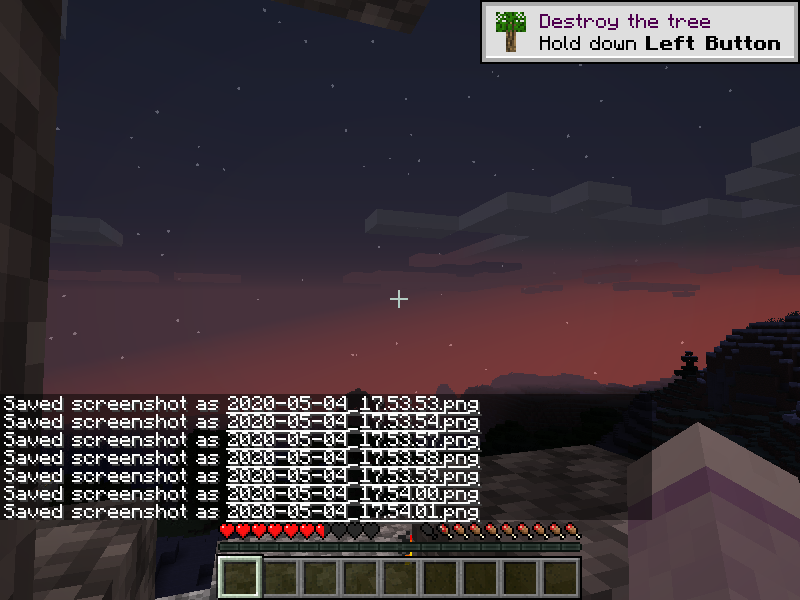 Destroy the tree
Hold down Left Button
Saved screenshot as 2020-05-04_17.53.53.png
Saved screenshot as 2020-05-04_17.53.54.png
Saved screenshot as 2020-05-04_17.53.57.png
Saved screenshot as 2020-05-04_17.53.58.png
Saved screenshot as 2020-05-04_17.53.59.png
Saved screenshot as 2020-05-04_17.54.00.png
Saved screenshot as 2020-05-04_17.54.01.png